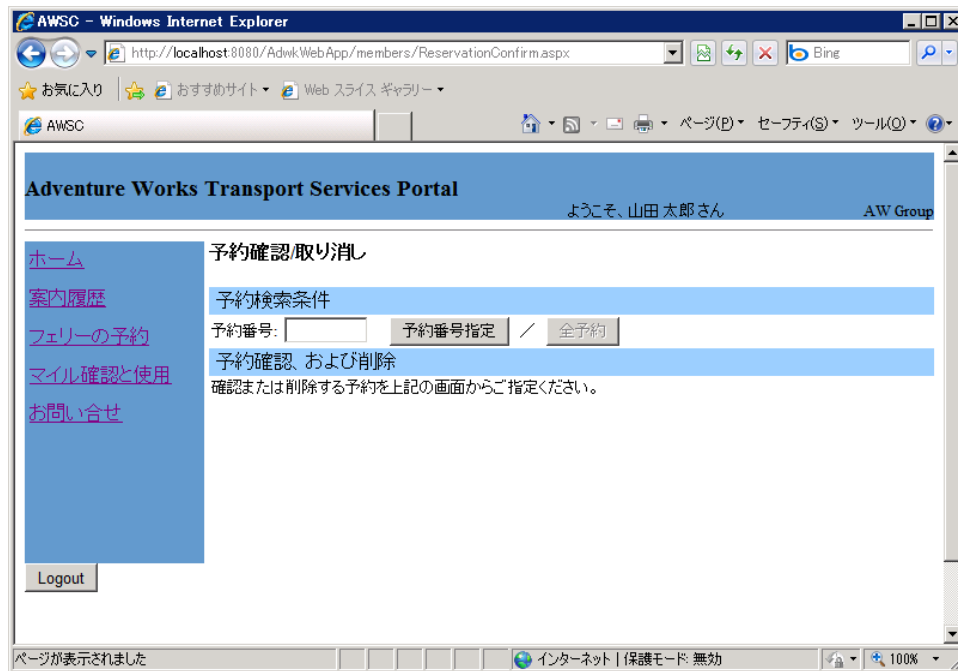 AWSC - Windows Internet Explorer
http://localhost:8080/AdwkWebApp/members/ReservationConfirm.aspx
Bing
お気に入り
おすすめサイト
Web スライス ギャラリー
AWSC
ページ(P)
セーフティ(S)
ツール(O)
Adventure Works Transport Services Portal
ようこそ、山田 太郎 さん
AW Group
ホーム
案内履歴
フェリーの予約
マイル確認と使用
お問い合せ
Logout
予約確認/取り消し
予約検索条件
予約番号:
予約番号指定
／
全予約
予約確認、および削除
確認または削除する予約を上記の画面からご指定ください。
ページが表示されました
インターネット | 保護モード: 無効
100%